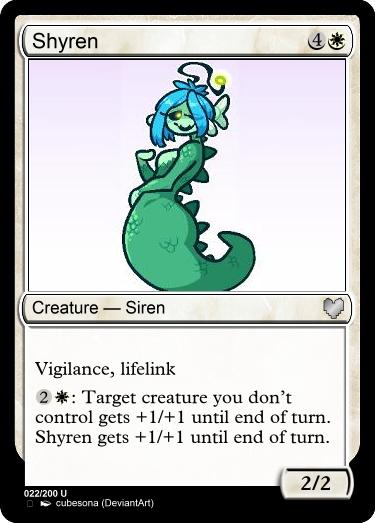 Shyren 4
Creature — Siren
Vigilance, lifelink
2 : Target creature you don't
control gets +1/+1 until end of turn.
Shyren gets +1/+1 until end of turn.
2/2
022/200 U
cubesona (DeviantArt)